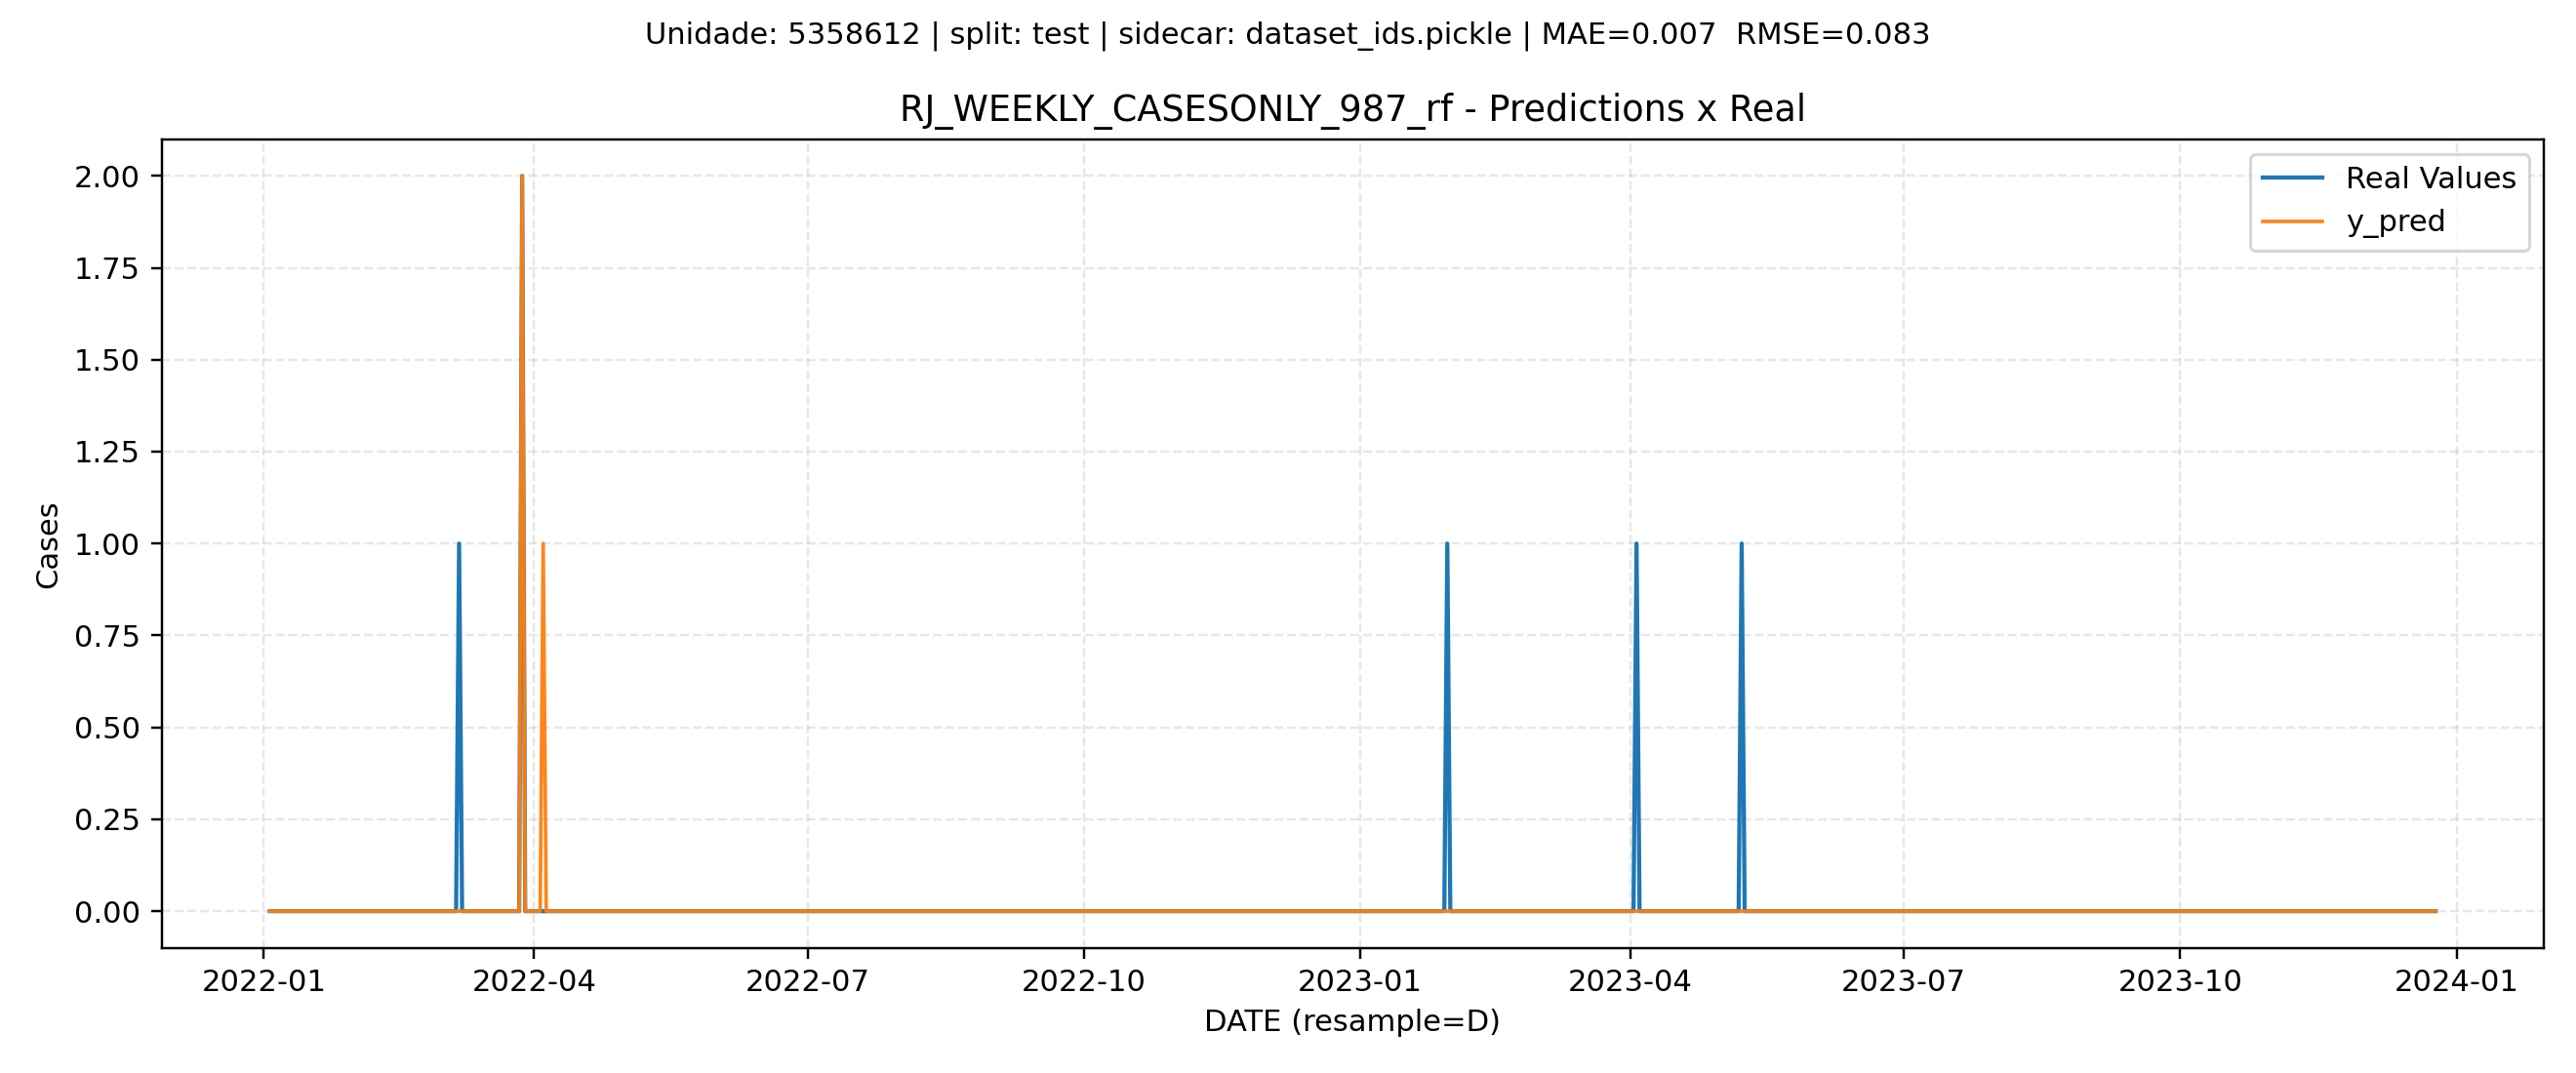 Unidade: 5358612 | split: test | sidecar: dataset_ids.pickle | MAE=0.007  RMSE=0.083
RJ_WEEKLY_CASESONLY_987_rf - Predictions x Real
Real Values
y_pred
Cases
2.00
1.75
1.50
1.25
1.00
0.75
0.50
0.25
0.00
2022-01 2022-04 2022-07 2022-10 2023-01 2023-04 2023-07 2023-10 2024-01
DATE (resample=D)